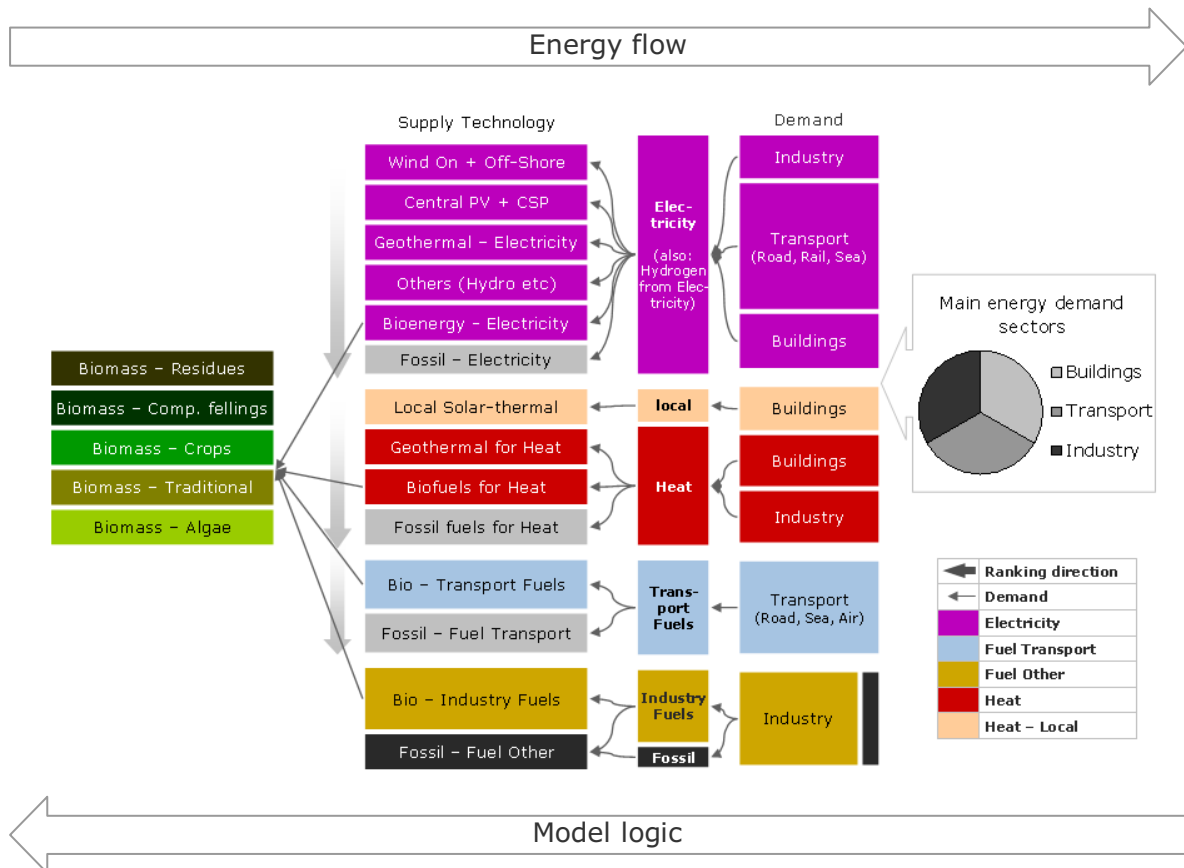 Energy flow
Supply Technology
Demand
Wind On + Off-Shore
Central PV + CSP
Geothermal – Electricity
Others (Hydro etc)
Bioenergy – Electricity
Fossil – Electricity
Elec-
tricity
(also:
Hydrogen
from Elec-
tricity)
Industry
Transport
(Road, Rail, Sea)
Buildings
Main energy demand
sectors
Buildings
Transport
Industry
Biomass – Residues
Biomass – Comp. fellings
Biomass – Crops
Biomass – Traditional
Biomass – Algae
Local Solar-thermal
local
Buildings
Geothermal for Heat
Biofuels for Heat
Fossil fuels for Heat
Heat
Buildings
Industry
Bio – Transport Fuels
Fossil – Fuel Transport
Trans-
port
Fuels
Transport
(Road, Sea, Air)
Bio – Industry Fuels
Fossil – Fuel Other
Industry
Fuels
Fossil
Industry
Ranking direction
Demand
Electricity
Fuel Transport
Fuel Other
Heat
Heat – Local
Model logic